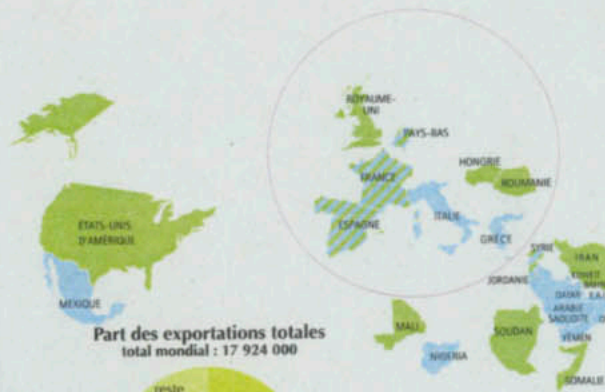 ROYAUME-
UNI
PAYS-BAS
FRANCE
HONGRIE
ROUMANIE
ESPAGNE
ITALIE
GRÈCE
ÉTATS-UNIS
D'AMÉRIQUE
MEXIQUE
SYRIE
IRAN
JORDANIE
KOWEÏT
QATAR
ARABIE
SAOUDITE
YÉMEN
MALI
NIGERIA
SOUDAN
SOMALIE
Part des exportations totales
total mondial : 17 924 000
reste